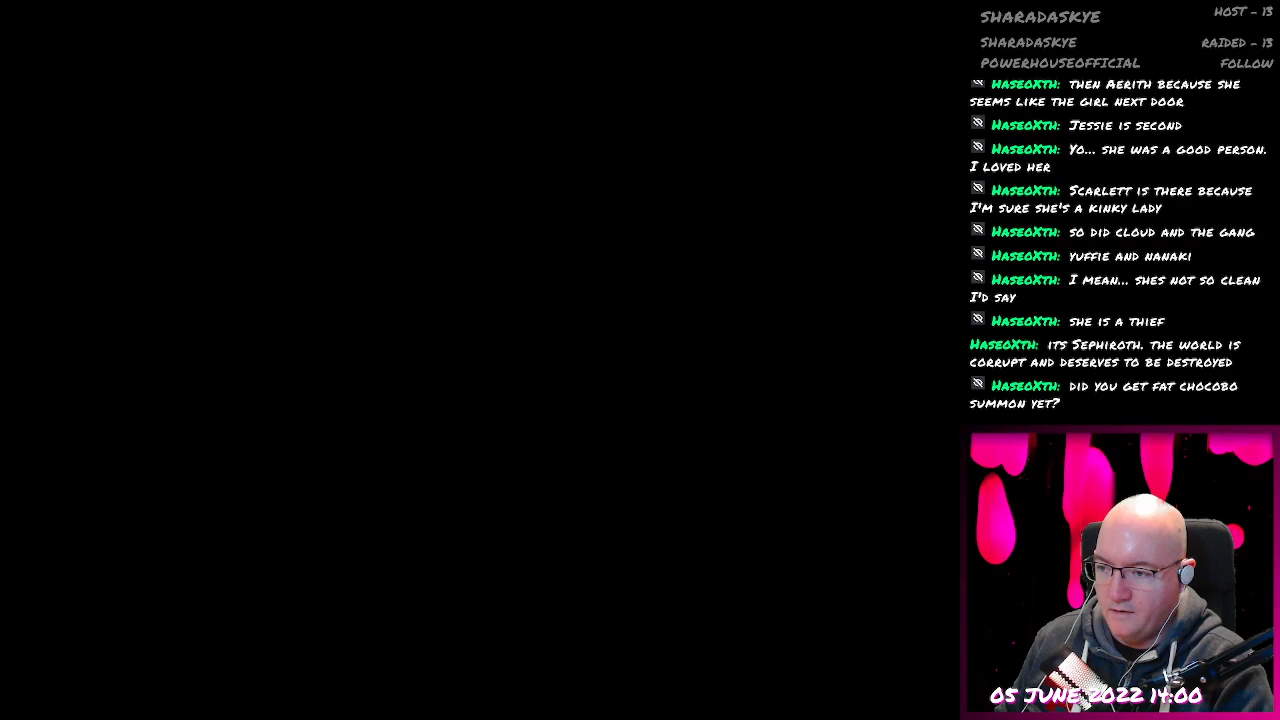 SHARADASKYE HOST - 13
SHARADASKYE RAIDED - 13
POWERHOUSEOFFICIAL FOLLOW
HaseoXth: then Aerith because she
seems like the girl next door
HaseoXth: Jessie is second
HaseoXth: Yo... she was a good person.
I loved her
HaseoXth: Scarlett is there because
I'm sure she's a kinky lady
HaseoXth: so did cloud and the gang
HaseoXth: yuffie and nanaki
HaseoXth: I mean... shes not so clean
I'd say
HaseoXth: she is a thief
HaseoXth: its Sephiroth. the world is
corrupt and deserves to be destroyed
HaseoXth: did you get fat chocobo
summon yet?
05 JUNE 2022 14:00